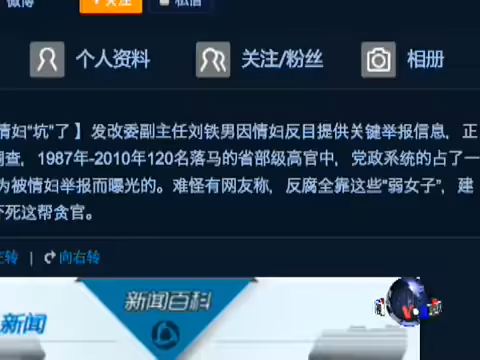 微博
关注
私信
个人资料
关注/粉丝
相册
情妇“坑”了 】发改委副主任刘铁男因情妇反目提供关键举报信息，正
调查，1987年-2010年120名落马的省部级高官中，党政系统的占了一
为被情妇举报而曝光的。难怪有网友称，反腐全靠这些“弱女子”，建
死这帮贪官。
左转 | 向右转
新闻百科
新闻